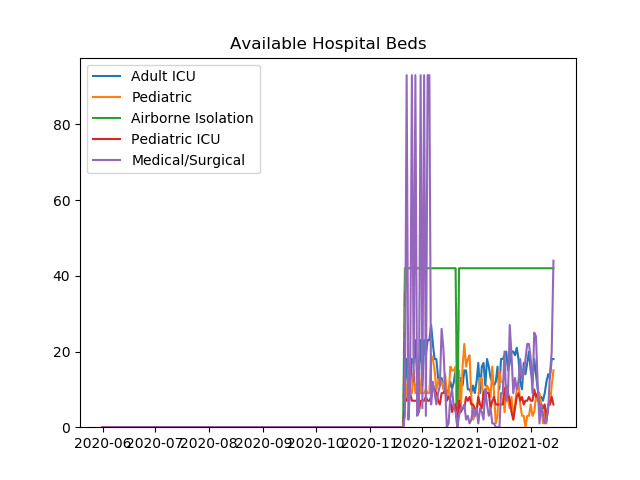 Available Hospital Beds
Adult ICU
Pediatric
Airborne Isolation
Pediatric ICU
Medical/Surgical
80
60
40
20
0
2020-06 2020-07 2020-08 2020-09 2020-10 2020-11 2020-12 2021-01 2021-02